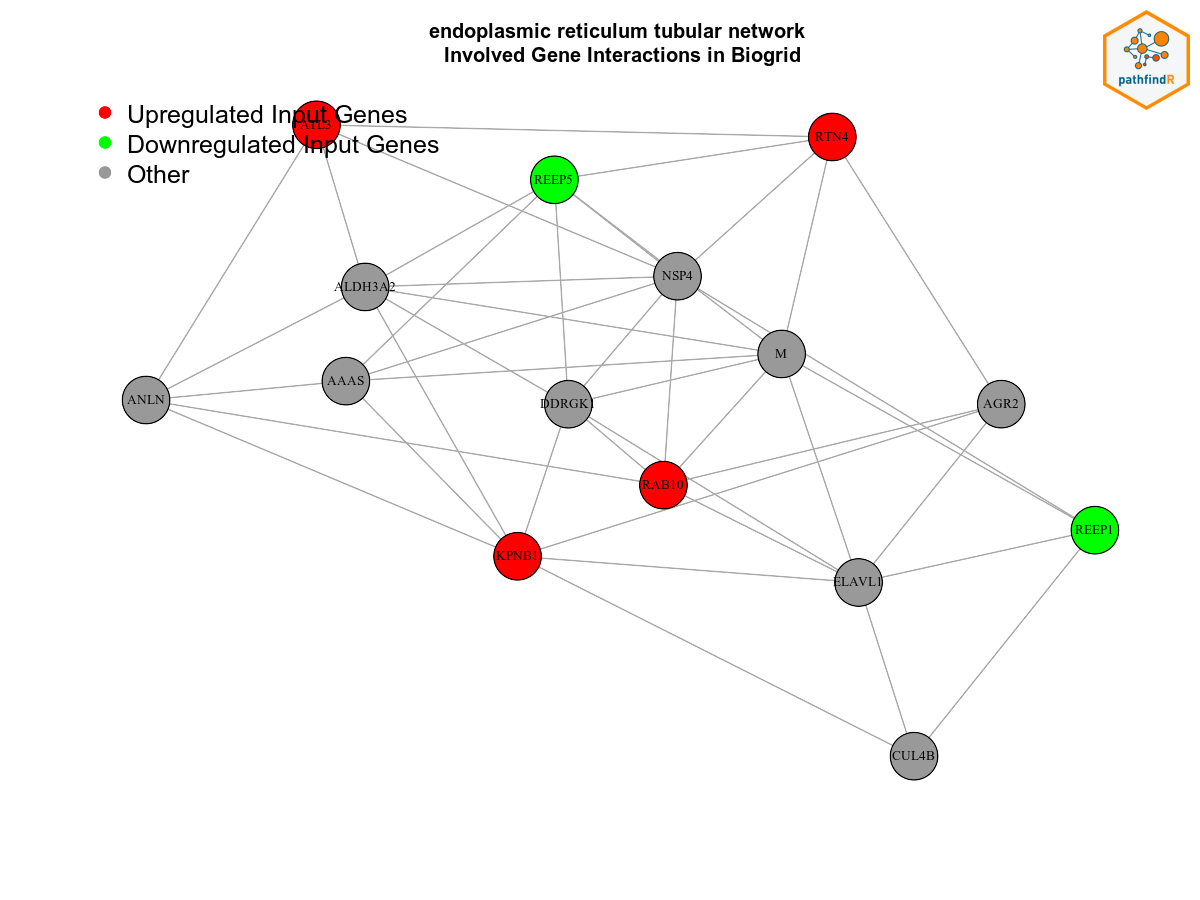 endoplasmic reticulum tubular network
Involved Gene Interactions in Biogrid
pathfindR
Upregulated Input Genes
Downregulated Input Genes
Other
ATL3
RTN4
REEP5
NSP4
ALDH3A2
M
AAAS
ANLN
DDRGK1
AGR2
RAB10
REEP1
KPNB1
ELAVL1
CUL4B